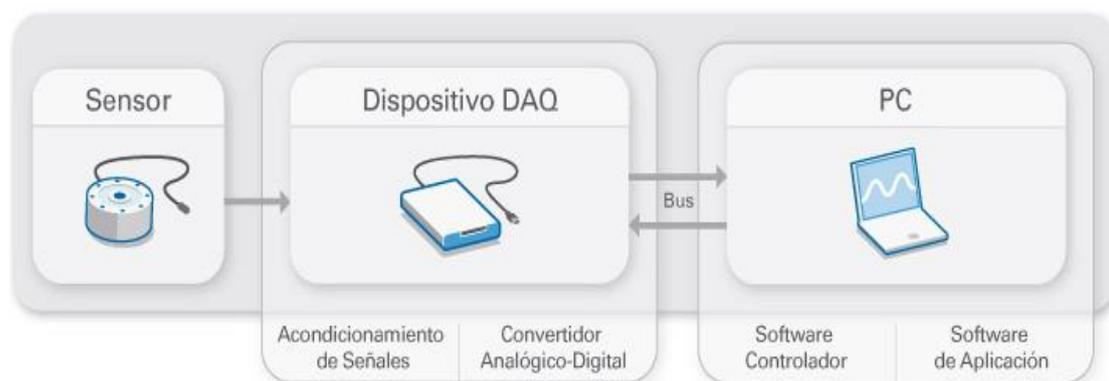 Sensor
Dispositivo DAQ
PC
Bus
Acondicionamiento
de Señales
Convertidor
Analógico-Digital
Software
Controlador
Software
de Aplicación